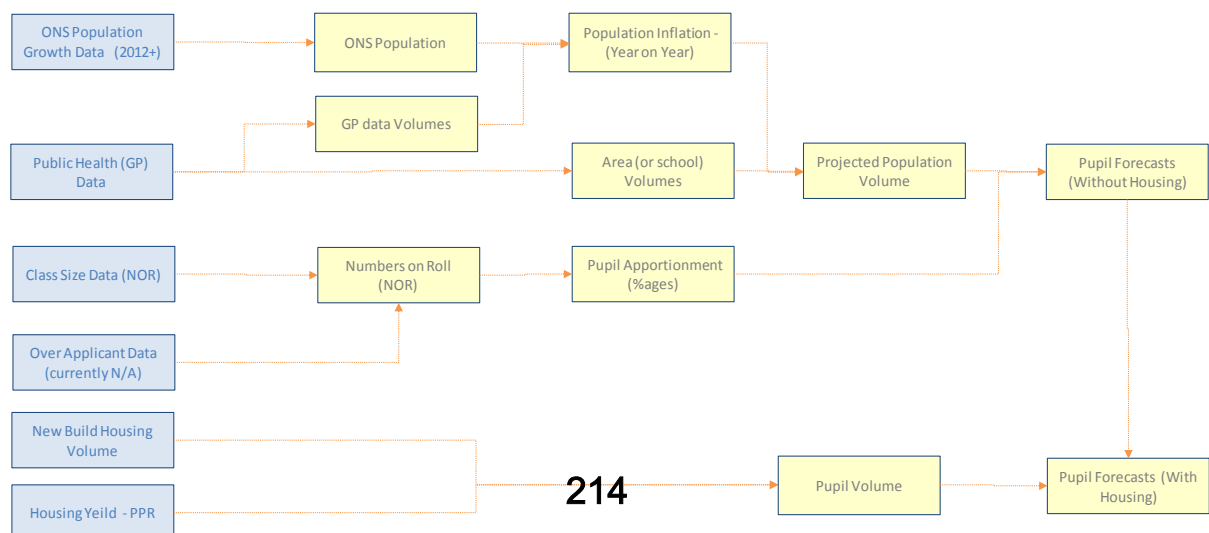 ONS Population
Growth Data (2012+)
ONS Population
Population Inflation -
(Year on Year)
GP data Volumes
Public Health (GP)
Data
Area (or school)
Volumes
Projected Population
Volume
Pupil Forecasts
(Without Housing)
Class Size Data (NOR)
Numbers on Roll
(NOR)
Pupil Apportionment
(%ages)
Over Applicant Data
(currently N/A)
New Build Housing
Volume
Housing Yeild - PPR
214
Pupil Volume
Pupil Forecasts (With
Housing)